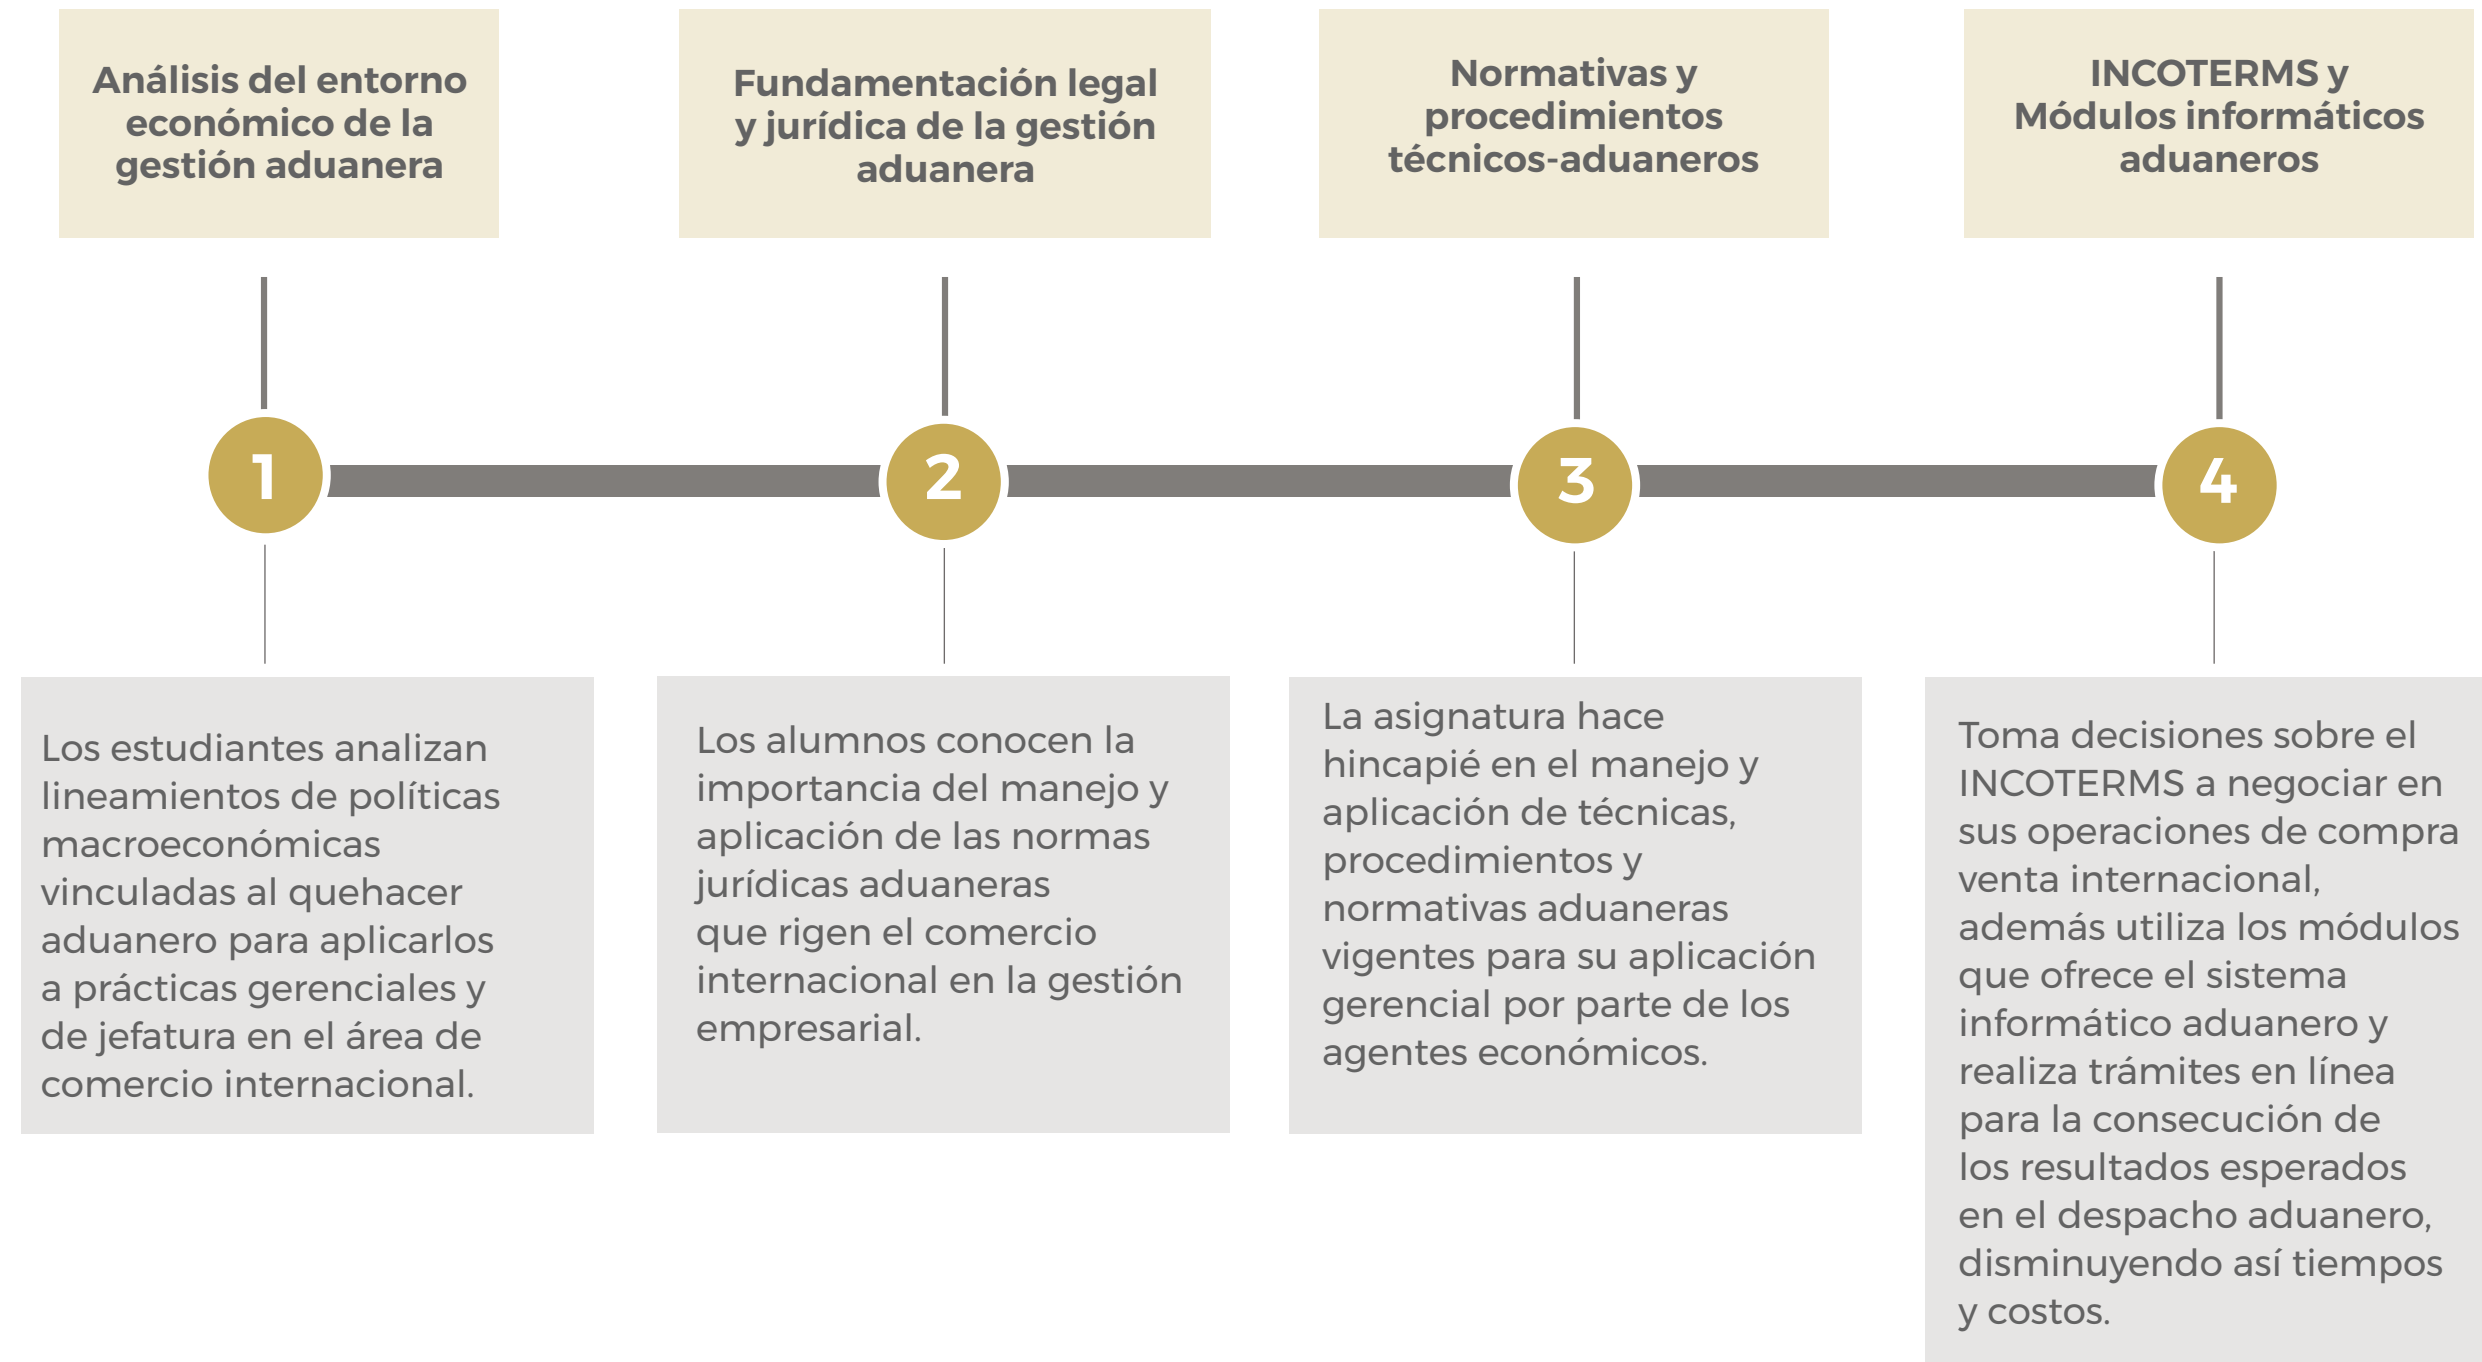 Análisis del entorno
económico de la
gestión aduanera
Fundamentación legal
y jurídica de la gestión
aduanera
Normativas y
procedimientos
técnicos-aduaneros
INCOTERMS y
Módulos informáticos
aduaneros
1
2
3
4
Los estudiantes analizan
lineamientos de políticas
macroeconómicas
vinculadas al quehacer
aduanero para aplicarlos
a prácticas gerenciales y
de jefatura en el área de
comercio internacional.
Los alumnos conocen la
importancia del manejo y
aplicación de las normas
jurídicas aduaneras
que rigen el comercio
internacional en la gestión
empresarial.
La asignatura hace
hincapié en el manejo y
aplicación de técnicas,
procedimientos y
normativas aduaneras
vigentes para su aplicación
gerencial por parte de los
agentes económicos.
Toma decisiones sobre el
INCOTERMS a negociar en
sus operaciones de compra
venta internacional,
además utiliza los módulos
que ofrece el sistema
informático aduanero y
realiza trámites en línea
para la consecución de
los resultados esperados
en el despacho aduanero,
disminuyendo así tiempos
y costos.